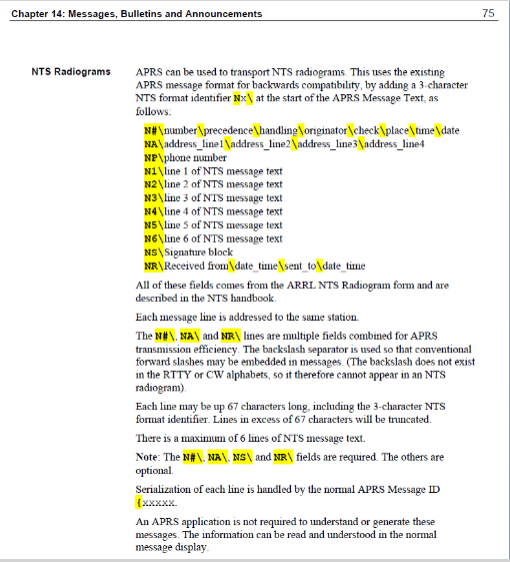 Chapter 14: Messages, Bulletins and Announcements 75
NTS Radiograms
APRS can be used to transport NTS radiograms. This uses the existing
APRS message format for backwards compatibility, by adding a 3-character
NTS format identifier Nx\ at the start of the APRS Message Text, as
follows:
N#\number\precedence\handling\originator\check\place\time\date
NA\address_line1\address_line2\address_line3\address_line4
NP\phone number
N1\line 1 of NTS message text
N2\line 2 of NTS message text
N3\line 3 of NTS message text
N4\line 4 of NTS message text
N5\line 5 of NTS message text
N6\line 6 of NTS message text
NS\Signature block
NR\Received from\date_time\sent_to\date_time
All of these fields comes from the ARRL NTS Radiogram form and are
described in the NTS handbook.
Each message line is addressed to the same station.
The N#\, NA\ and NR\ lines are multiple fields combined for APRS
transmission efficiency. The backslash separator is used so that conventional
forward slashes may be embedded in messages. (The backslash does not exist
in the RTTY or CW alphabets, so it therefore cannot appear in an NTS
radiogram).
Each line may be up 67 characters long, including the 3-character NTS
format identifier. Lines in excess of 67 characters will be truncated.
There is a maximum of 6 lines of NTS message text.
Note: The N#\, NA\, NS\ and NR\ fields are required. The others are
optional.
Serialization of each line is handled by the normal APRS Message ID
{xxxxx.
An APRS application is not required to understand or generate these
messages. The information can be read and understood in the normal
message display.